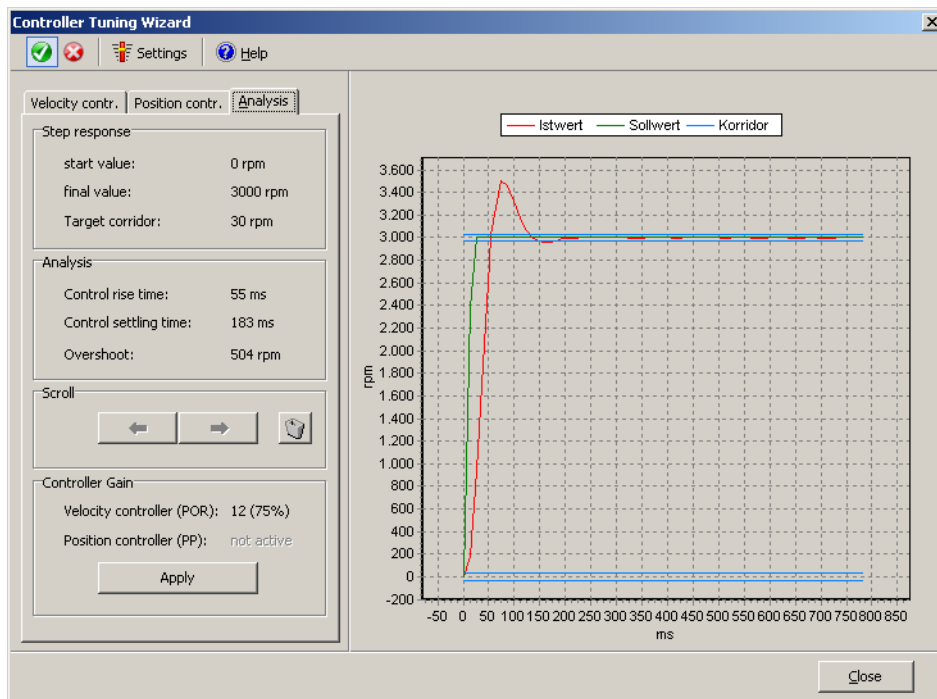 Controller Tuning Wizard
Settings Help
Velocity contr. Position contr. Analysis
Step response
start value: 0 rpm
final value: 3000 rpm
Target corridor: 30 rpm
Analysis
Control rise time: 55 ms
Control settling time: 183 ms
Overshoot: 504 rpm
Scroll
Controller Gain
Velocity controller (POR): 12 (75%)
Position controller (PP): not active
Apply
Istwert Sollwert Korridor
3.600
3.400
3.200
3.000
2.800
2.600
2.400
2.200
2.000
1.800
1.600
1.400
1.200
1.000
800
600
400
200
0
-200
rpm
-50 0 50 100 150 200 250 300 350 400 450 500 550 600 650 700 750 800 850
ms
Close